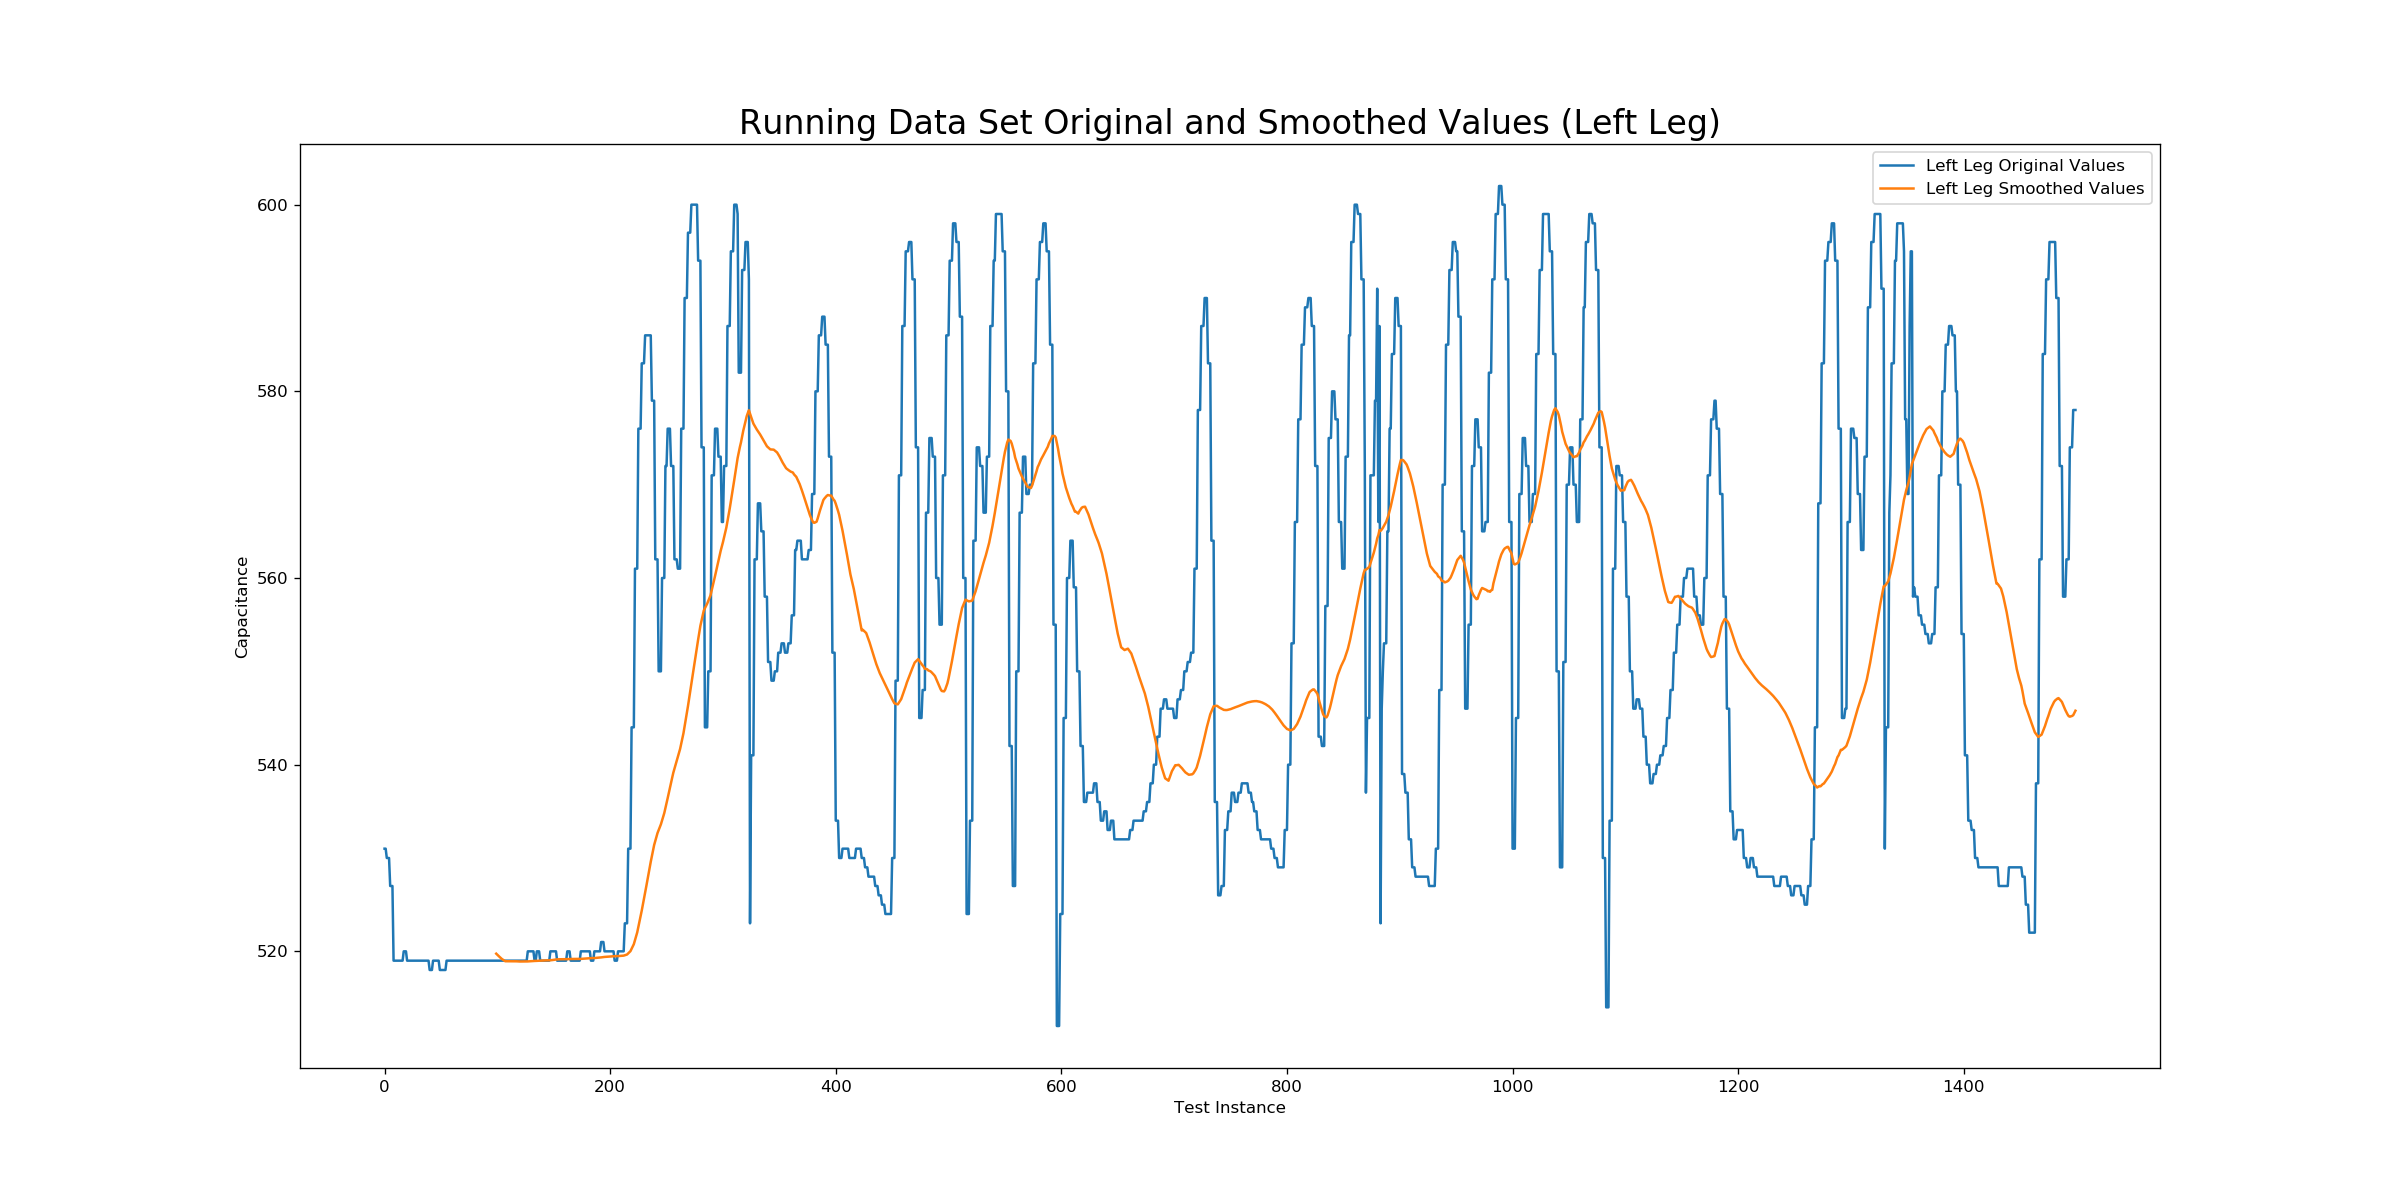 Running Data Set Original and Smoothed Values (Left Leg)
Left Leg Original Values
Left Leg Smoothed Values
600
580
560
540
520
Capacitance
0 200 400 600 800 1000 1200 1400
Test Instance